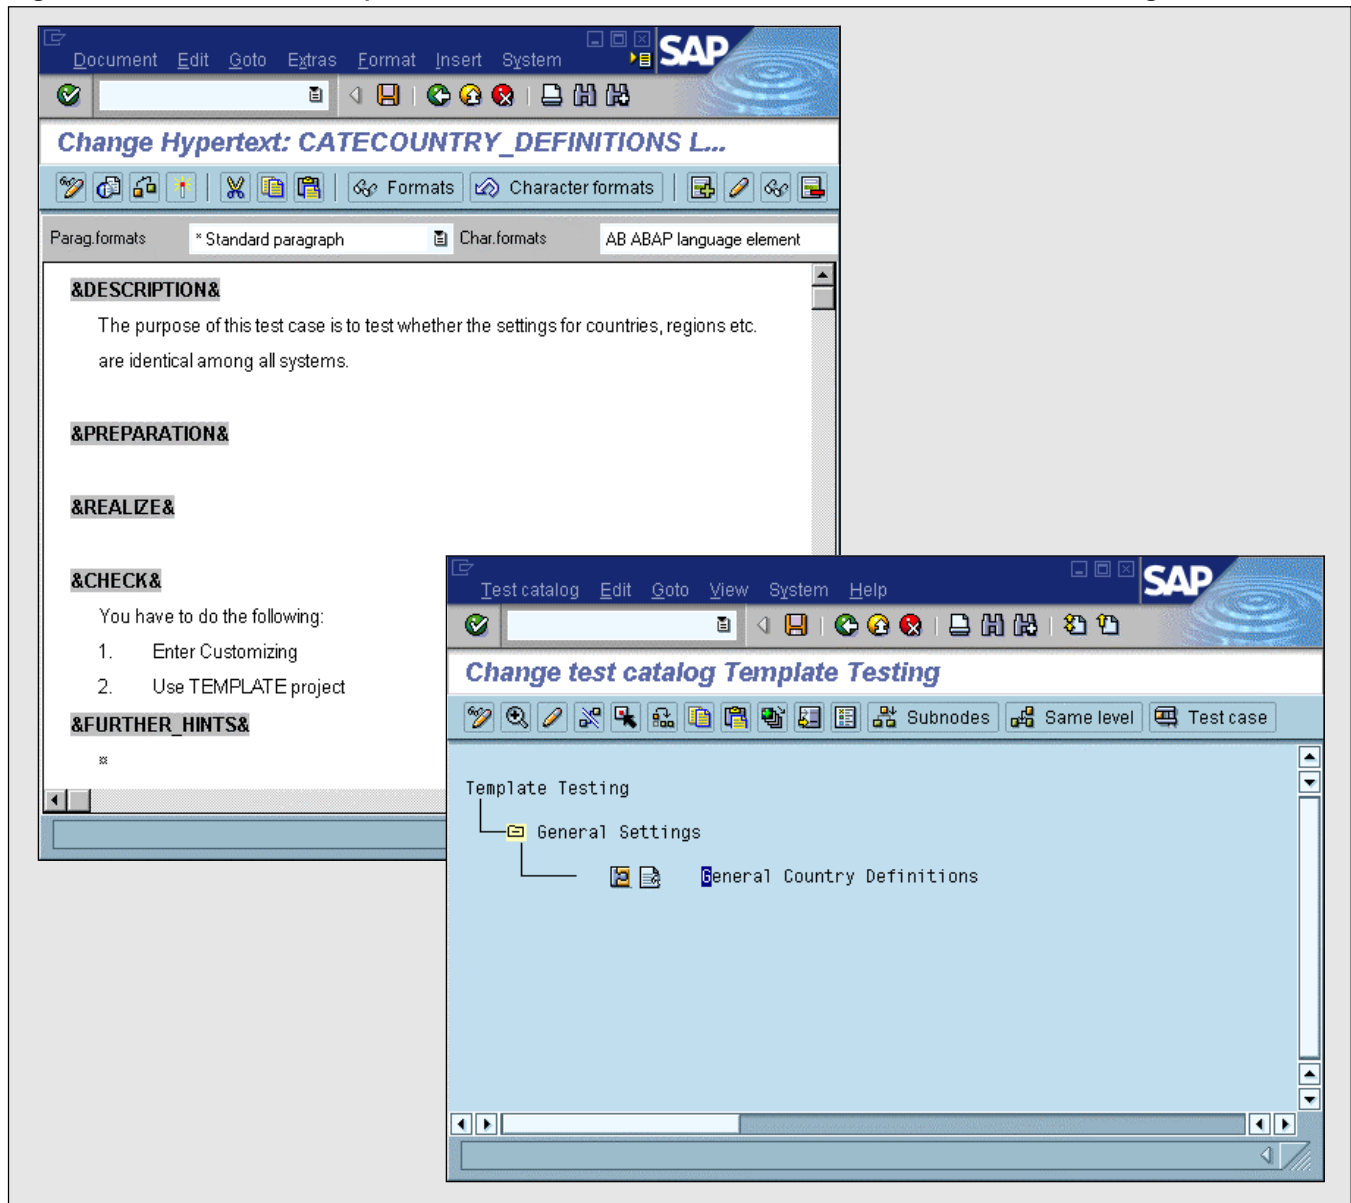 Document Edit Goto Extras Format Insert System
SAP
Change Hypertext: CATECOUNTRY_DEFINITIONS L...
Formats Character formats
Parag.formats * Standard paragraph Char.formats AB ABAP language element
&DESCRIPTION&
The purpose of this test case is to test whether the settings for countries, regions etc.
are identical among all systems.
&PREPARATION&
&REALIZE&
&CHECK&
You have to do the following:
1. Enter Customizing
2. Use TEMPLATE project
&FURTHER_HINTS&
Test catalog Edit Goto View System Help
SAP
Change test catalog Template Testing
Subnodes Same level Test case
Template Testing
General Settings
General Country Definitions